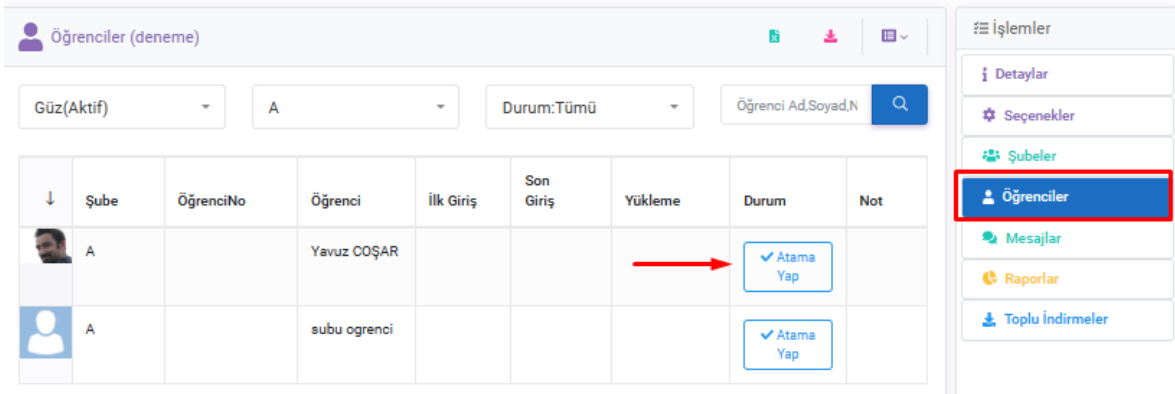 Öğrenciler (deneme)
Güz(Aktif)
A
Durum:Tümü
Öğrenci Ad,Soyad,N
Şube
ÖğrenciNo
Öğrenci
İlk Giriş
Son
Giriş
Yükleme
Durum
Not
A
Yavuz COŞAR
Atama
Yap
A
subu ogrenci
Atama
Yap
İşlemler
Detaylar
Seçenekler
Şubeler
Öğrenciler
Mesajlar
Raporlar
Toplu İndirmeler